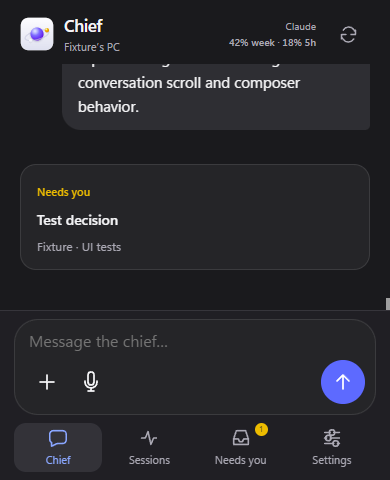 Chief
Fixture's PC
Claude
42% week · 18% 5h
conversation scroll and composer
behavior.
Needs you
Test decision
Fixture · UI tests
Message the chief...
Chief
Sessions
Needs you
1
Settings